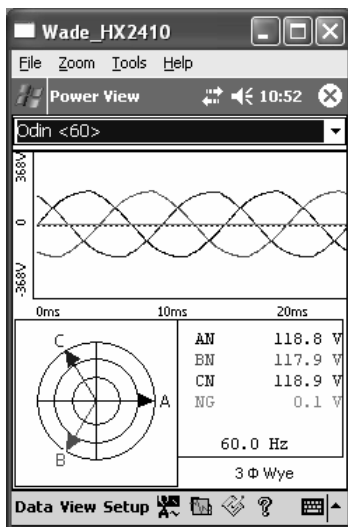 Wade_HX2410
File Zoom Tools Help
Power View 10:52
Odin <60>
368V
0
-368V
0ms 10ms 20ms
C
A
B
AN 118.8 V
BN 117.9 V
CN 118.9 V
NG 0.1 V
60.0 Hz
3 Φ Wye
Data View Setup